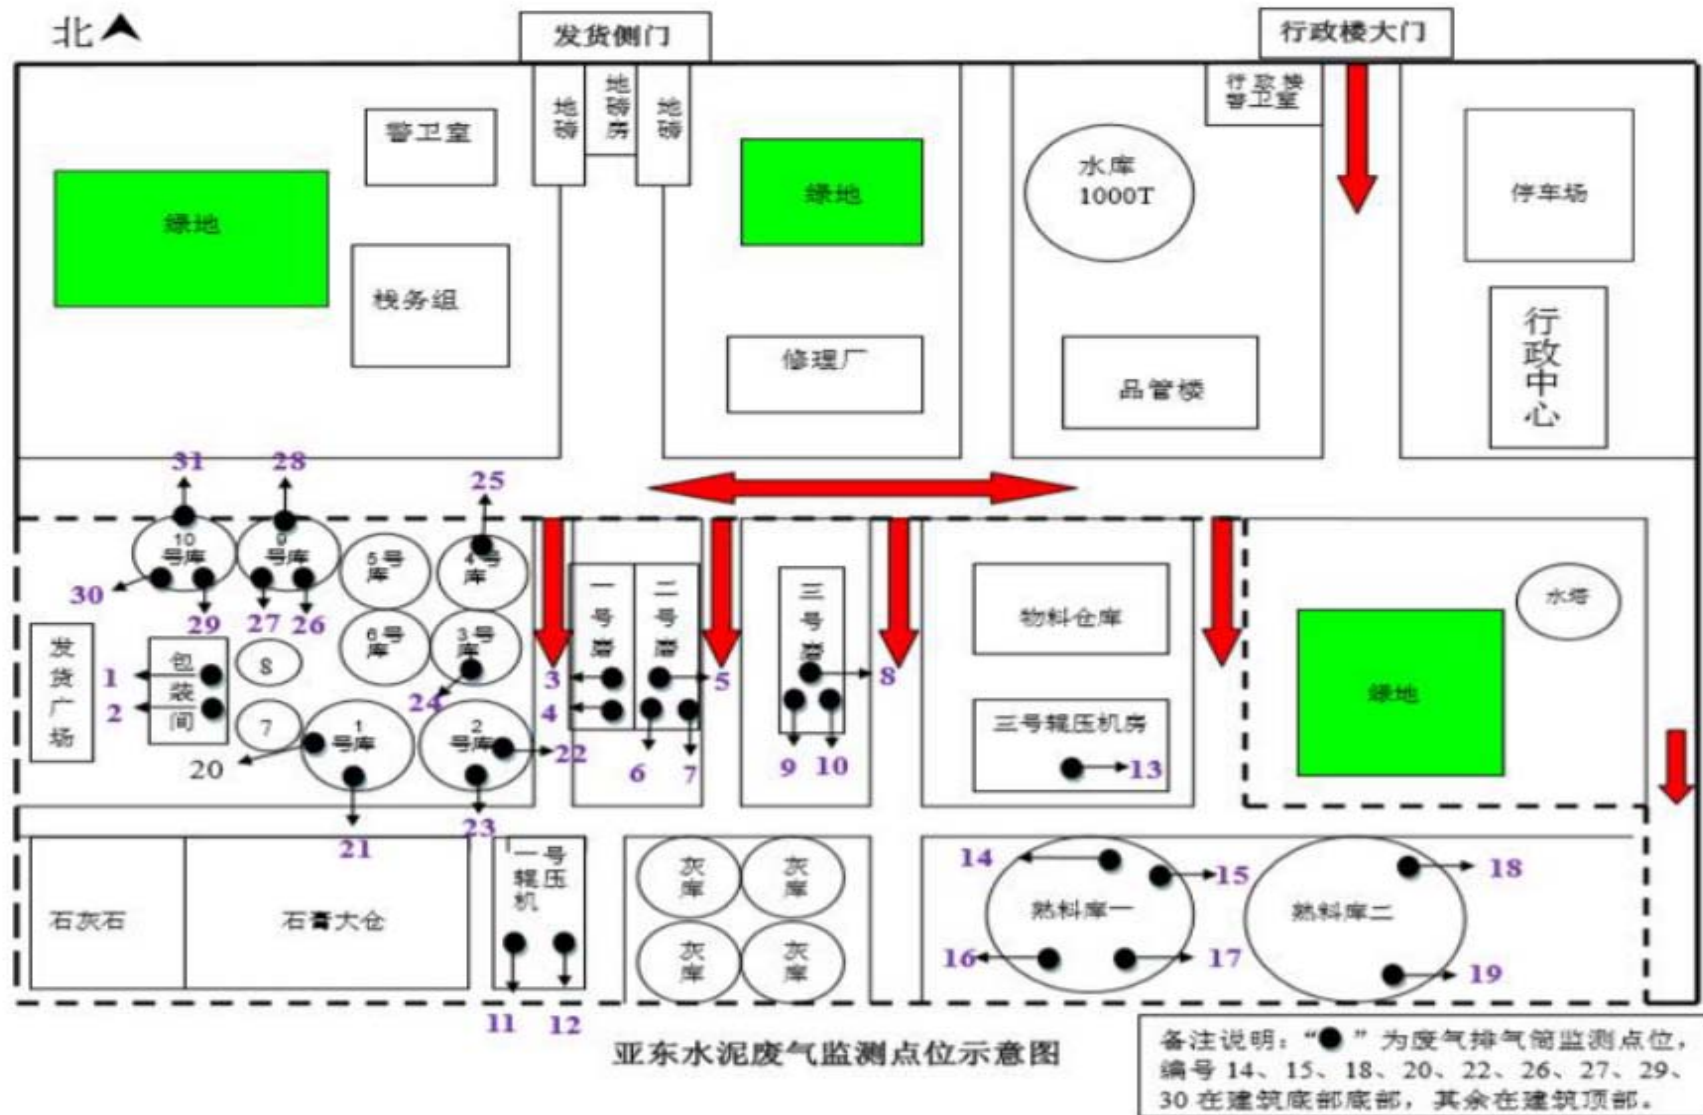 北
发货侧门
行政楼大门
地磅
地磅房
地磅
行政楼
警卫室
警卫室
绿地
绿地
水库
1000T
停车场
栈务组
修理厂
品管楼
行政中心
31
28
25
10
号库
9
号库
5号
库
4号
库
30
29
27
26
6号
库
3号
库
一号
二号
三号
物料仓库
水塔
发货广场
包装间
1
2
8
7
24
3
4
5
8
绿地
1
号库
2
号库
20
22
6
7
9
10
三号辊压机房
13
21
23
石灰石
石膏大仓
一号
辊压
机
灰库
灰库
灰库
灰库
14
15
熟料库一
16
17
18
熟料库二
19
11
12
亚东水泥废气监测点位示意图
备注说明：“●”为废气排气筒监测点位，
编号 14、15、18、20、22、26、27、29、
30 在建筑底部底部，其余在建筑顶部。